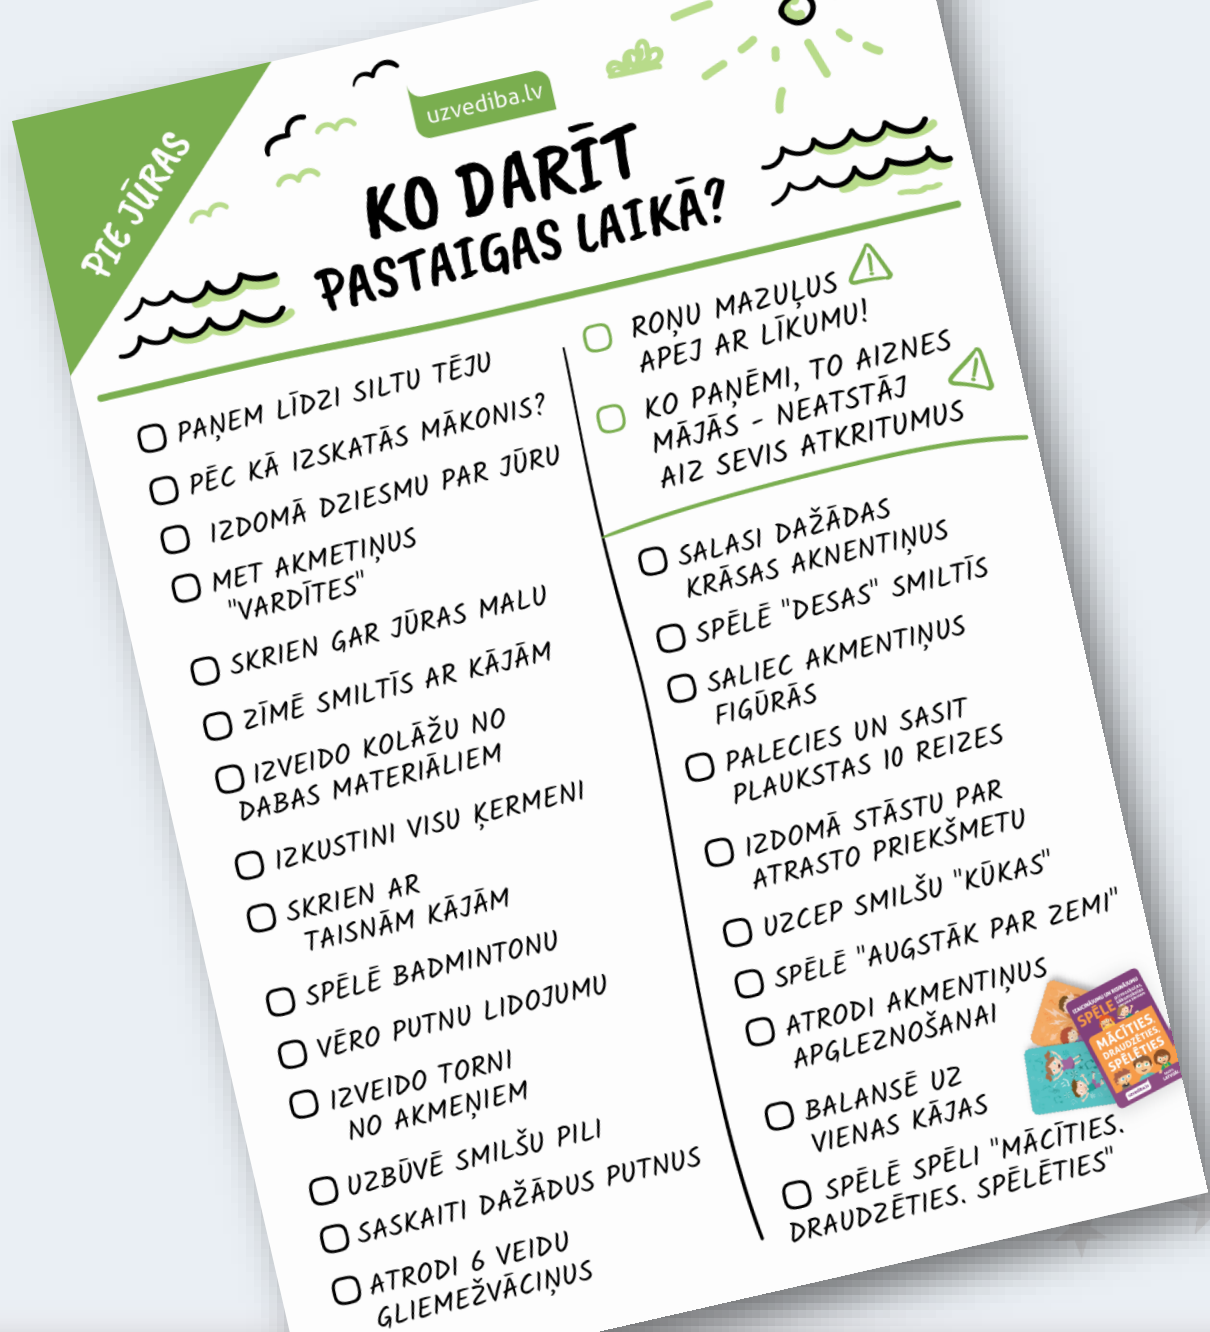 PIE JŪRAS
uzvediba.lv
KO DARĪT
PASTAIGAS LAIKĀ?
PAŅEM LĪDZI SILTU TĒJU
PĒC KĀ IZSKATĀS MĀKONIS?
IZDOMĀ DZIESMU PAR JŪRU
MET AKMETIŅUS
"VARDĪTES"
SKRIEN GAR JŪRAS MALU
ZĪMĒ SMILTĪS AR KĀJĀM
IZVEIDO KOLĀŽU NO
DABAS MATERIĀLIEM
IZKUSTINI VISU ĶERMENI
SKRIEN AR
TAISNĀM KĀJĀM
SPĒLĒ BADMINTONU
VĒRO PUTNU LIDOJUMU
IZVEIDO TORNI
NO AKMEŅIEM
UZBŪVĒ SMILŠU PILI
SASKAITI DAŽĀDUS PUTNUS
ATRODI 6 VEIDU
GLIEMEŽVĀCIŅUS
ROŅU MAZUĻUS
APEJ AR LĪKUMU!
KO PAŅĒMI, TO AIZNES
MĀJĀS - NEATSTĀJ
AIZ SEVIS ATKRITUMUS
SALASI DAŽĀDAS
KRĀSAS AKNENTIŅUS
SPĒLĒ "DESAS" SMILTĪS
SALIEC AKMENTIŅUS
FIGŪRĀS
PALECIES UN SASIT
PLAUKSTAS 10 REIZES
IZDOMĀ STĀSTU PAR
ATRASTO PRIEKŠMETU
UZCEP SMILŠU "KŪKAS"
SPĒLĒ "AUGSTĀK PAR ZEMI"
ATRODI AKMENTIŅUS
APGLEZNOŠANAI
BALANSĒ UZ
VIENAS KĀJAS
SPĒLĒ SPĒLI "MĀCĪTIES.
DRAUDZĒTIES. SPĒLĒTIES"
SPĒLE
MĀCĪTIES.
DRAUDZĒTIES.
SPĒLĒTIES